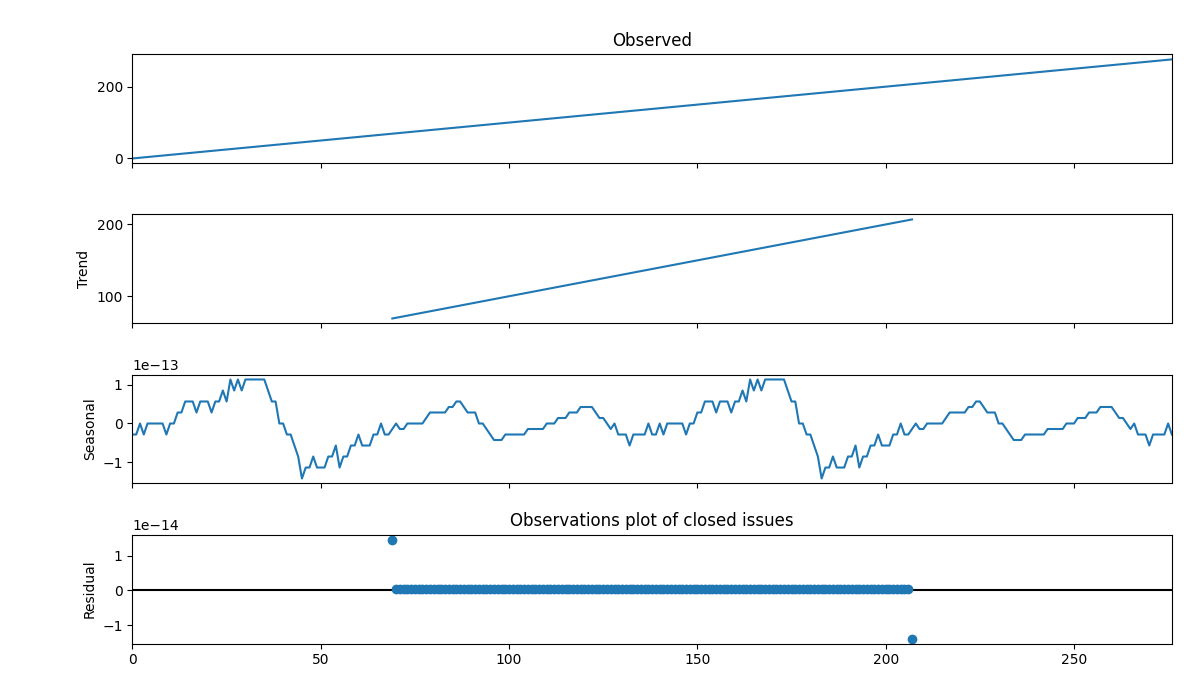 Observed
200
0
200
100
Trend
1e−13
1
0
−1
Seasonal
Observations plot of closed issues
1e−14
1
0
−1
Residual
0 50 100 150 200 250